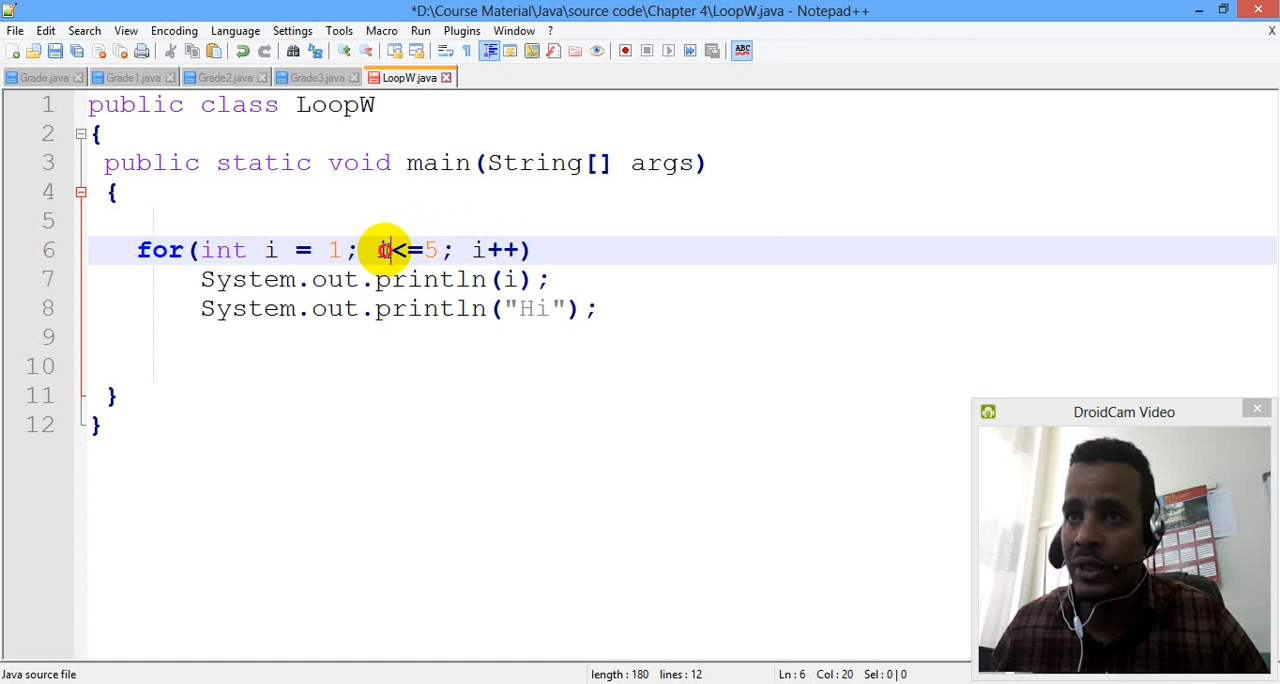 *D:\Course Material\Java\source code\Chapter 4\LoopW.java - Notepad++
File Edit Search View Encoding Language Settings Tools Macro Run Plugins Window ? X
ABC
Grade.java Grade1.java Grade2.java Grade3.java LoopW.java
1 public class LoopW
2 {
3 public static void main(String[] args)
4 {
5
6 for(int i = 1; i<=5; i++)
7 System.out.println(i);
8 System.out.println("Hi");
9
10
11 }
12 }
DroidCam Video
Java source file length : 180 lines : 12 Ln : 6 Col : 20 Sel : 0 | 0